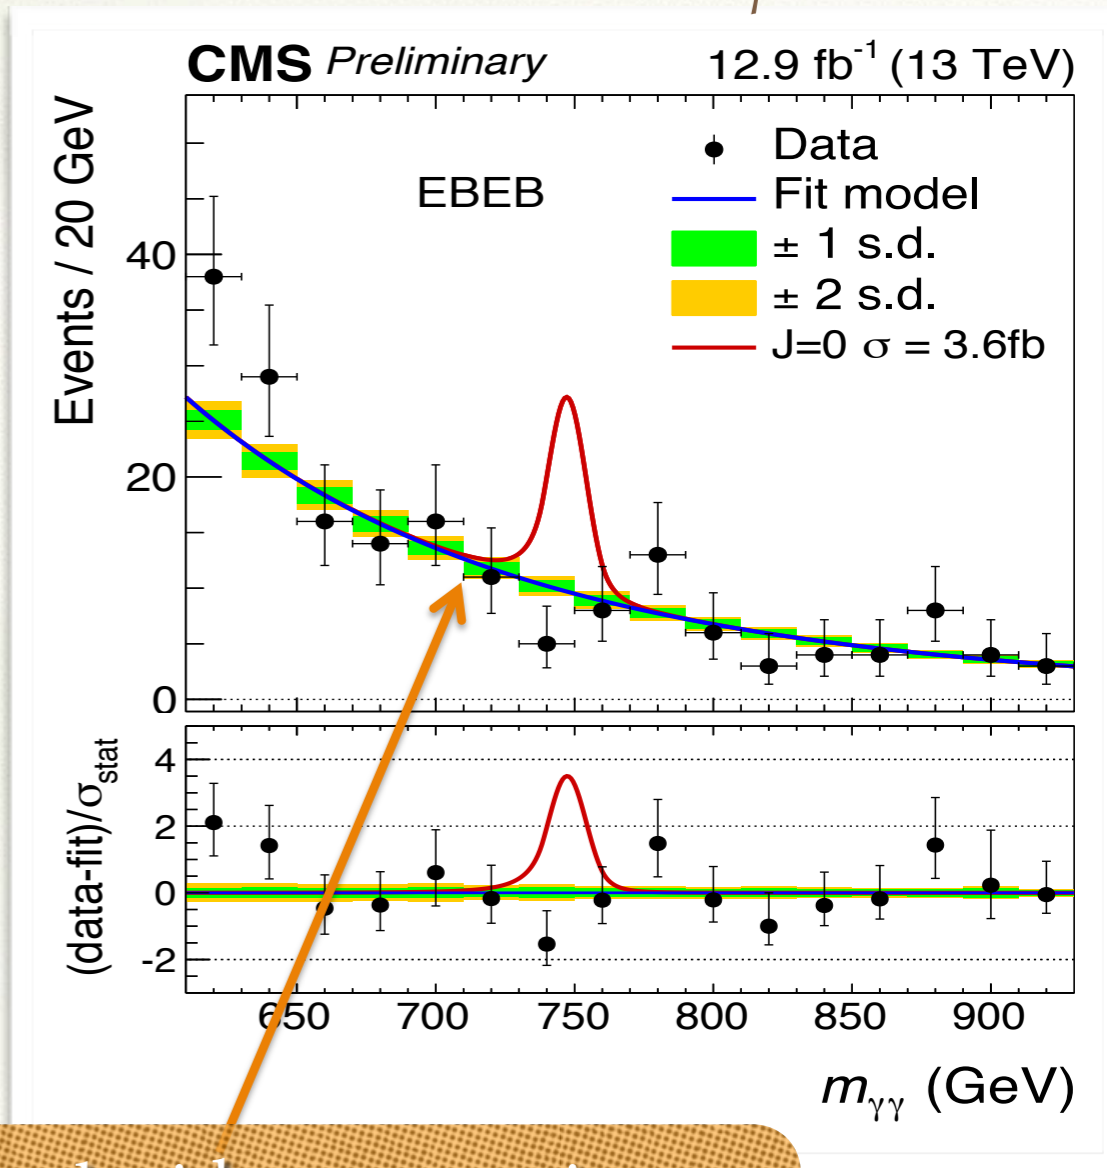 CMS Preliminary 12.9 fb⁻¹ (13 TeV)
Events / 20 GeV
40
20
0
EBEB
Data
Fit model
± 1 s.d.
± 2 s.d.
J=0 σ = 3.6fb
(data-fit)/σstat
4
2
0
-2
650 700 750 800 850 900
mγγ (GeV)